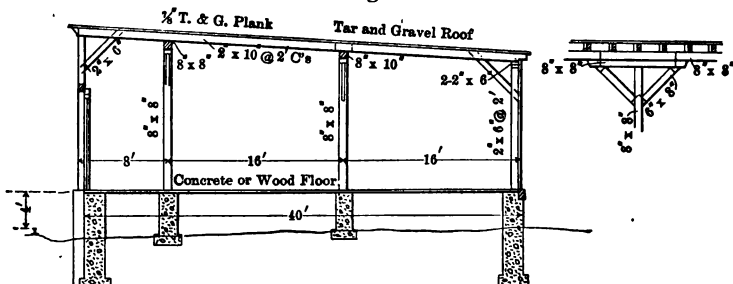 ⅞" T. & G. Plank
Tar and Gravel Roof
2" x 6"
8" x 8"
2" x 10" @ 2' C's
8" x 10"
2-2" x 6"
8" x 8"
8" x 8"
6" x 8"
8" x 8"
8" x 8"
8" x 8"
2" x 6" @ 2'
8'
16'
16'
Concrete or Wood Floor
40'
4'